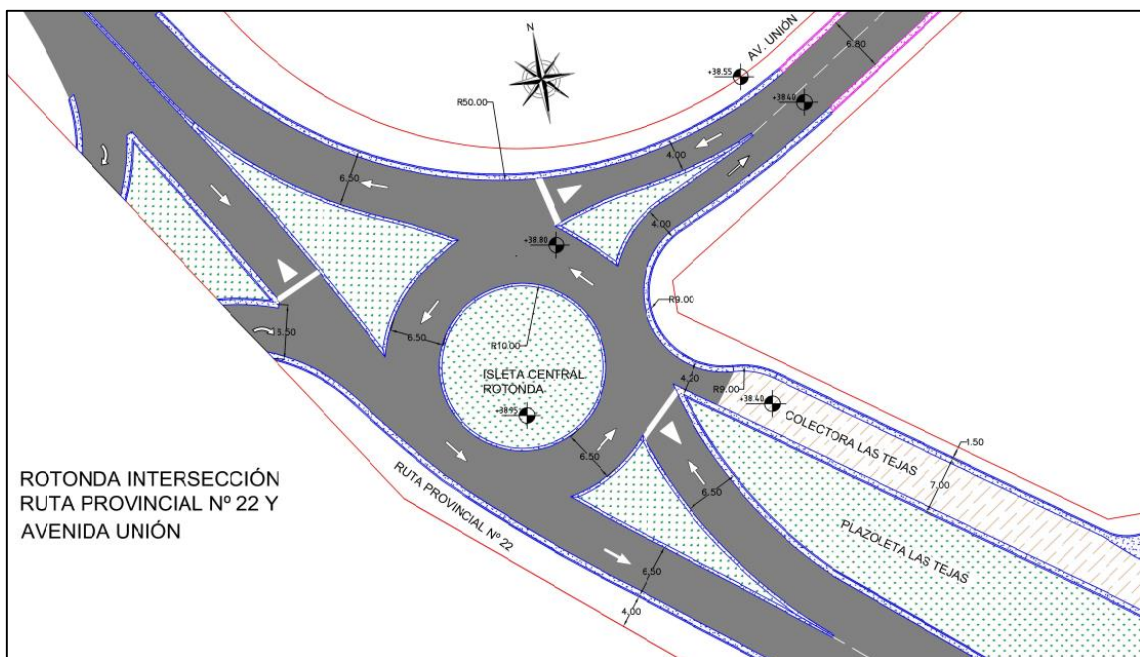 N
AV. UNIÓN
6.80
+38.55
+38.40
R50.00
4.00
6.50
4.00
+38.80
R9.00
6.50
R10.00
ISLETA CENTRAL
ROTONDA
4.20
R9.00
+38.40
+38.95
COLECTORA LAS TEJAS
1.50
7.00
6.50
6.50
PLAZOLETA LAS TEJAS
ROTONDA INTERSECCIÓN
RUTA PROVINCIAL Nº 22 Y
AVENIDA UNIÓN
RUTA PROVINCIAL Nº 22
6.50
4.00